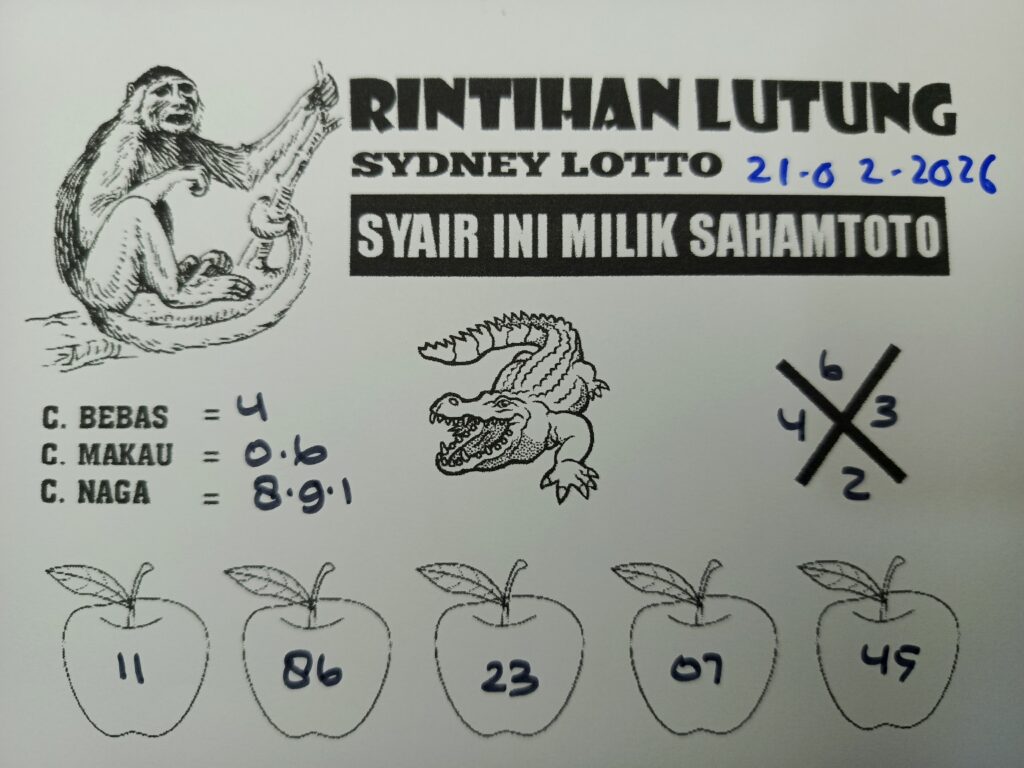 RINTIHAN LUTUNG
SYDNEY LOTTO 21-02-2026
SYAIR INI MILIK SAHAMTOTO
C. BEBAS = 4
C. MAKAU = 0.6
C. NAGA = 8.9.1
6
4 3
2
11 86 23 07 45